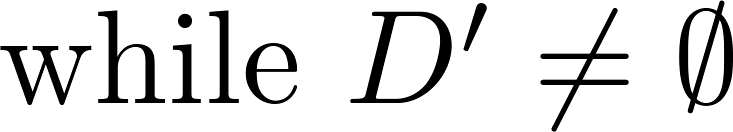 while D′ ≠ ∅